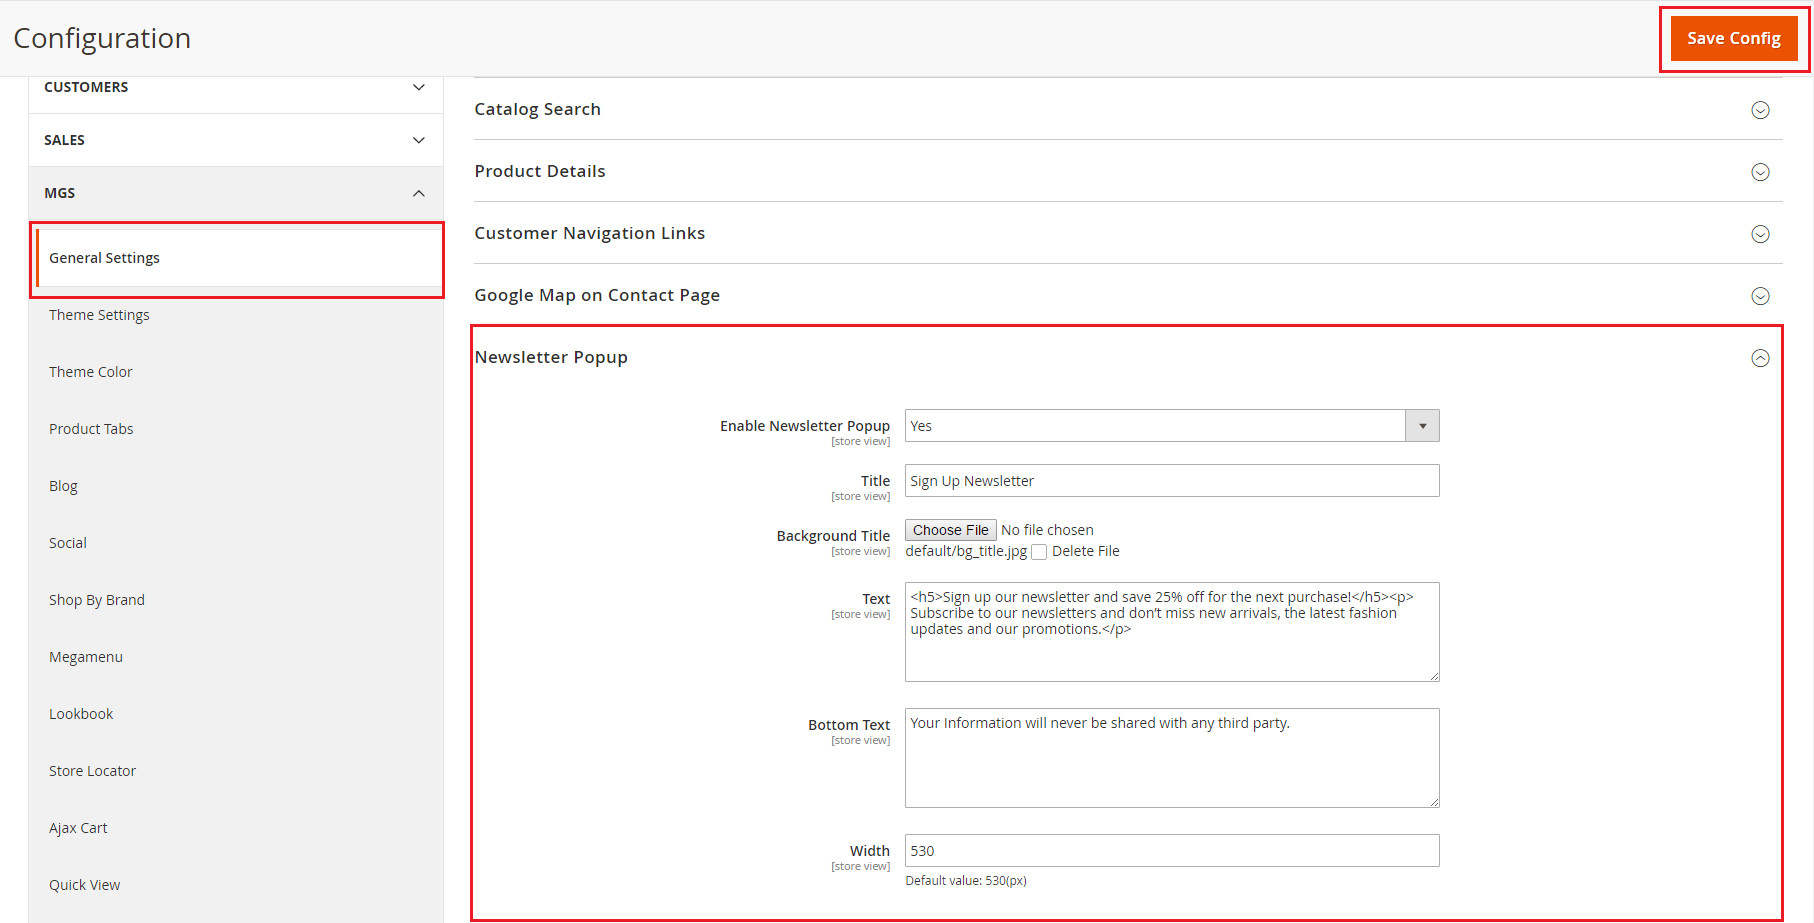 Configuration
Save Config
CUSTOMERS
SALES
MGS
General Settings
Theme Settings
Theme Color
Product Tabs
Blog
Social
Shop By Brand
Megamenu
Lookbook
Store Locator
Ajax Cart
Quick View
Catalog Search
Product Details
Customer Navigation Links
Google Map on Contact Page
Newsletter Popup
Enable Newsletter Popup
[store view]
Yes
Title
[store view]
Sign Up Newsletter
Background Title
[store view]
Choose File No file chosen
default/bg_title.jpg Delete File
Text
[store view]
<h5>Sign up our newsletter and save 25% off for the next purchase!</h5><p>
Subscribe to our newsletters and don't miss new arrivals, the latest fashion
updates and our promotions.</p>
Bottom Text
[store view]
Your Information will never be shared with any third party.
Width
[store view]
530
Default value: 530(px)